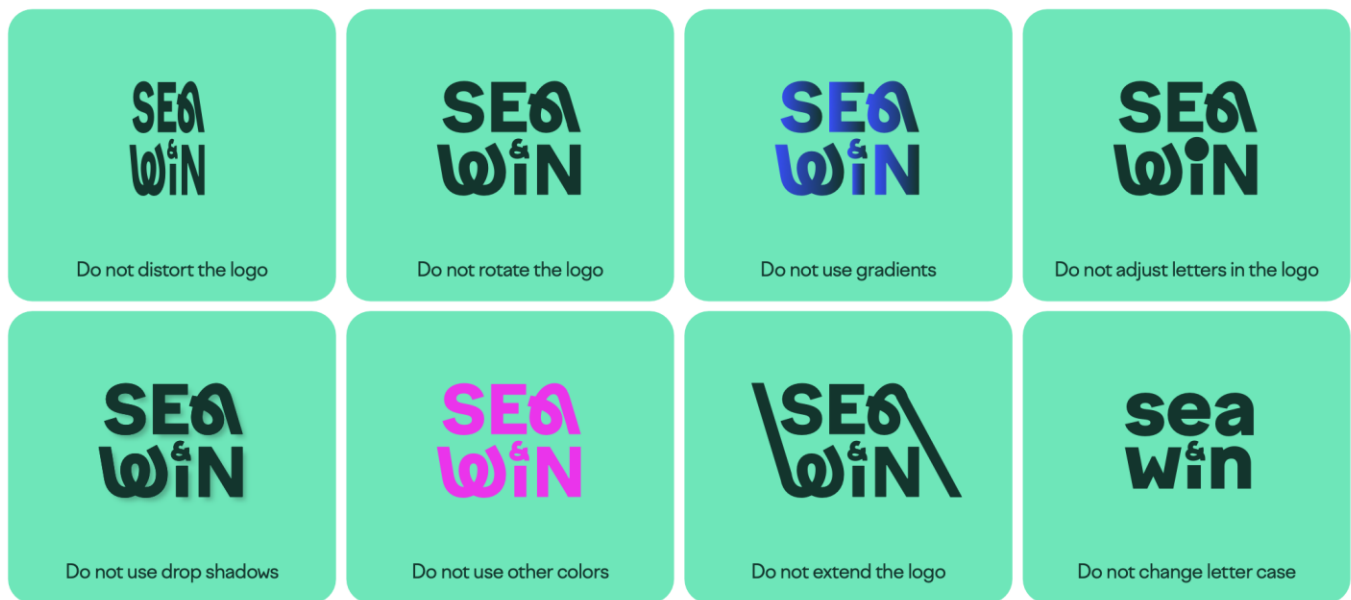 SEA
&
WiN
Do not distort the logo
SEA
&
WiN
Do not rotate the logo
SEA
&
WiN
Do not use gradients
SEA
WiN
Do not adjust letters in the logo
SEA
&
WiN
Do not use drop shadows
SEA
&
WiN
Do not use other colors
SEA
&
WiN
Do not extend the logo
sea
&
win
Do not change letter case